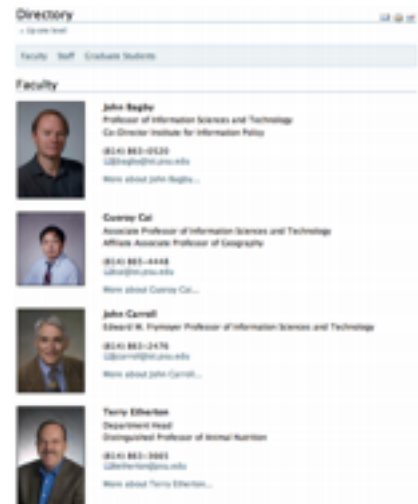 Directory
Up one level
Faculty Staff Graduate Students
Faculty
John Bagby
Professor of Information Sciences and Technology
Co-Director Institute for Information Policy
(814) 863-0520
More about John Bagby...
Guoray Cai
Associate Professor of Information Sciences and Technology
Affiliate Associate Professor of Geography
(814) 865-4448
More about Guoray Cai...
John Carroll
Edward M. Frymoyer Professor of Information Sciences and Technology
(814) 863-2476
More about John Carroll...
Terry Etherton
Department Head
Distinguished Professor of Animal Nutrition
(814) 863-3665
More about Terry Etherton...